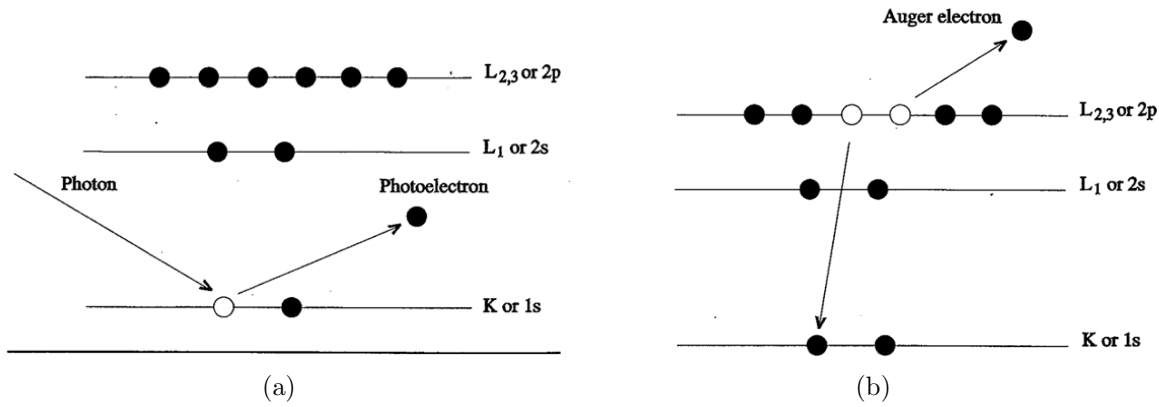 L2,3 or 2p
L1 or 2s
Photon
Photoelectron
K or 1s
(a)
Auger electron
L2,3 or 2p
L1 or 2s
K or 1s
(b)